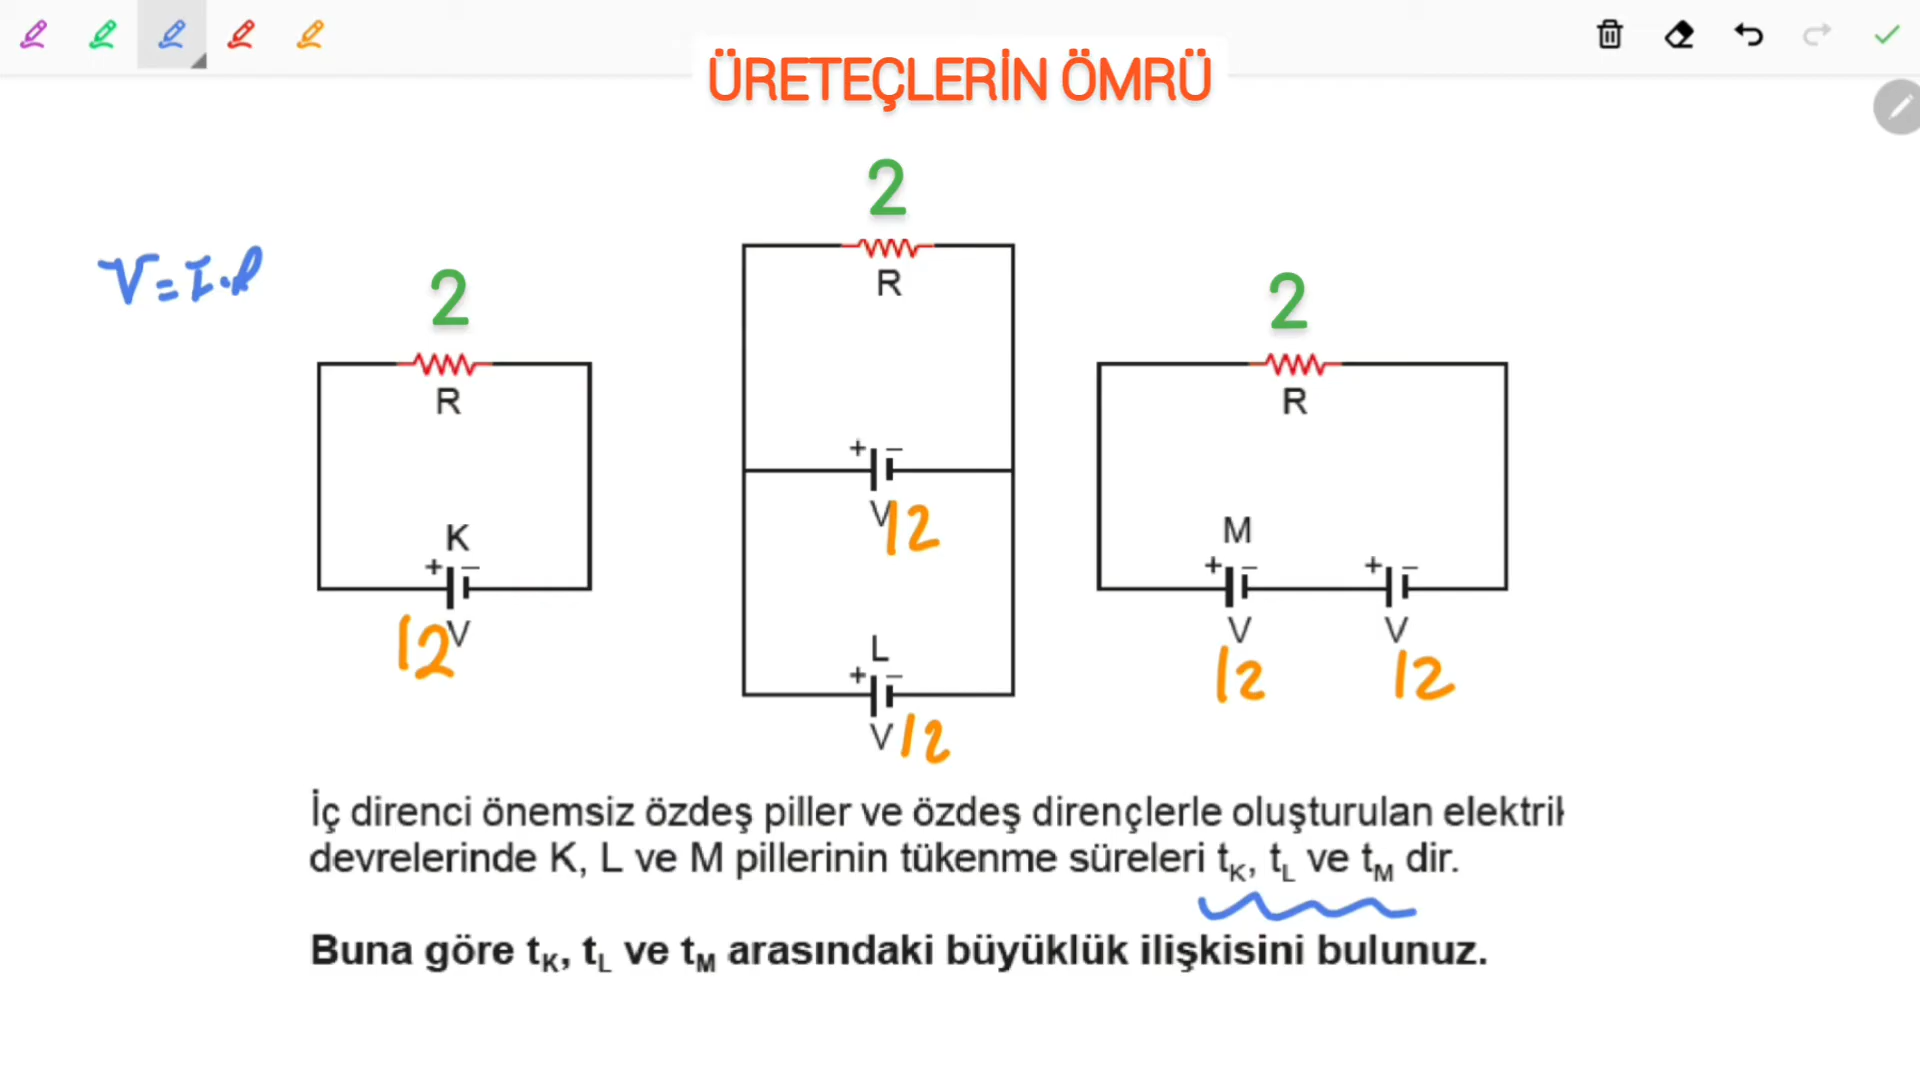 ÜRETEÇLERİN ÖMRÜ
V=I.R
2
R
K
+ −
V
12
2
R
+ −
V
12
L
+ −
V
12
2
R
M
+ − + −
V V
12 12
İç direnci önemsiz özdeş piller ve özdeş dirençlerle oluşturulan elektrik
devrelerinde K, L ve M pillerinin tükenme süreleri tK, tL ve tM dir.
Buna göre tK, tL ve tM arasındaki büyüklük ilişkisini bulunuz.